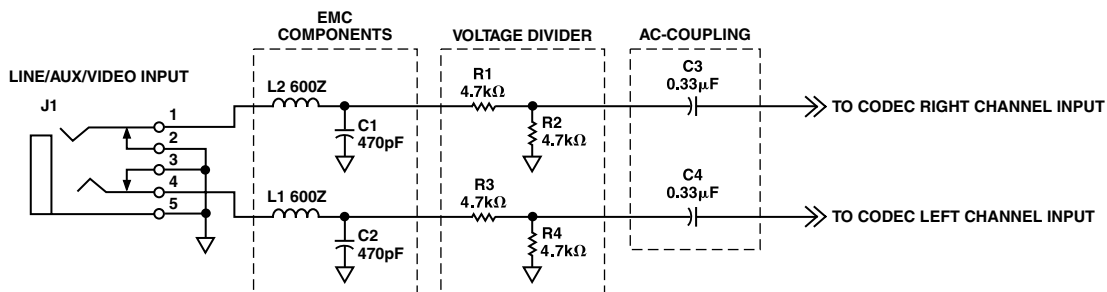 EMC
COMPONENTS
VOLTAGE DIVIDER
AC-COUPLING
LINE/AUX/VIDEO INPUT
J1
1
2
3
4
5
L2 600Z
C1
470pF
R1
4.7kΩ
R2
4.7kΩ
C3
0.33μF
TO CODEC RIGHT CHANNEL INPUT
L1 600Z
C2
470pF
R3
4.7kΩ
R4
4.7kΩ
C4
0.33μF
TO CODEC LEFT CHANNEL INPUT